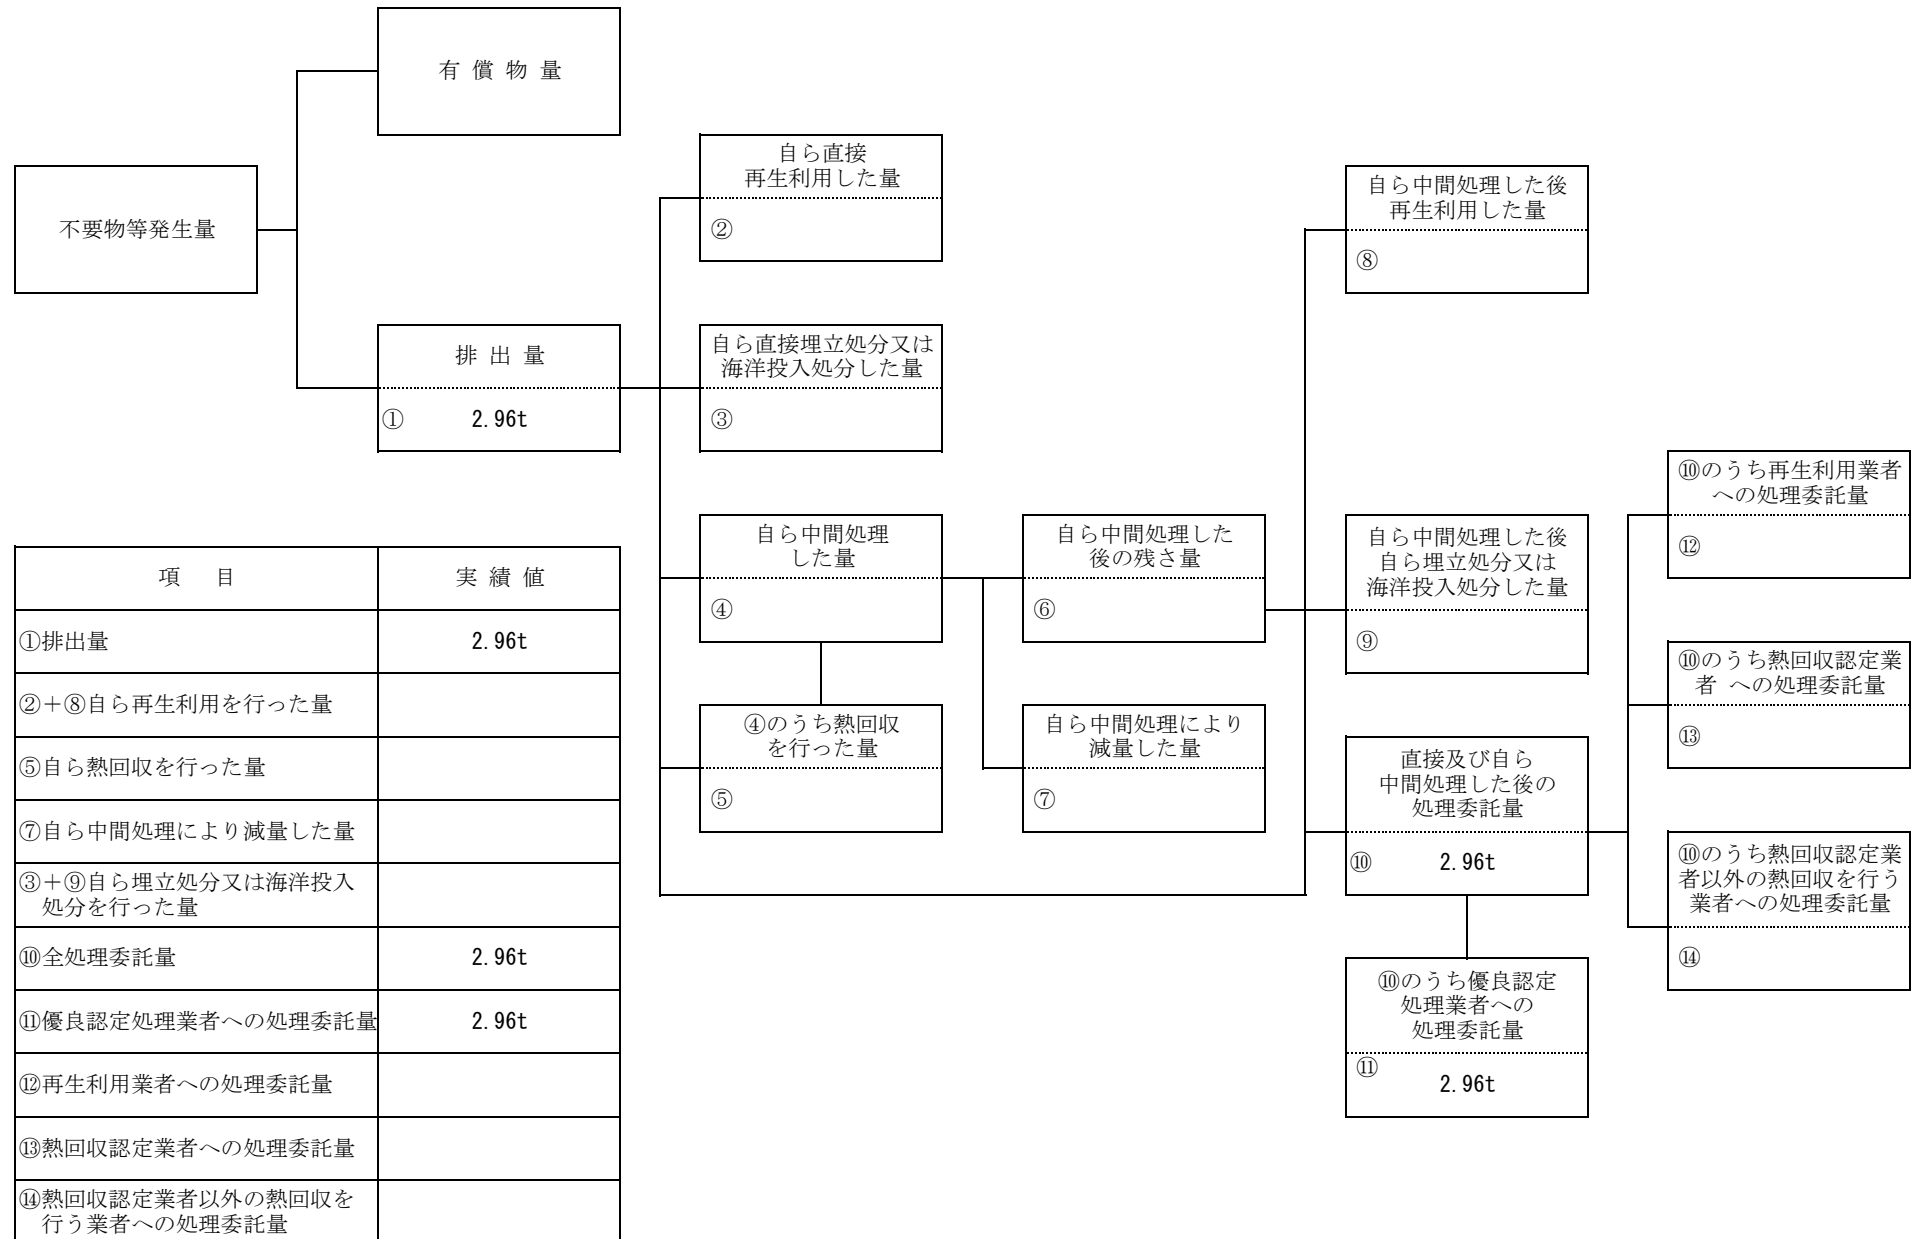 有 償 物 量
不要物等発生量
排 出 量
① 2.96t
自ら直接
再生利用した量
②
自ら直接埋立処分又は
海洋投入処分した量
③
自ら中間処理
した量
④
④のうち熱回収
を行った量
⑤
自ら中間処理した
後の残さ量
⑥
自ら中間処理により
減量した量
⑦
自ら中間処理した後
再生利用した量
⑧
自ら中間処理した後
自ら埋立処分又は
海洋投入処分した量
⑨
直接及び自ら
中間処理した後の
処理委託量
⑩ 2.96t
⑩のうち優良認定
処理業者への
処理委託量
⑪
2.96t
⑩のうち再生利用業者
への処理委託量
⑫
⑩のうち熱回収認定業
者 への処理委託量
⑬
⑩のうち熱回収認定業
者以外の熱回収を行う
業者への処理委託量
⑭
項 目 実 績 値
①排出量 2.96t
②＋⑧自ら再生利用を行った量
⑤自ら熱回収を行った量
⑦自ら中間処理により減量した量
③＋⑨自ら埋立処分又は海洋投入
処分を行った量
⑩全処理委託量 2.96t
⑪優良認定処理業者への処理委託量 2.96t
⑫再生利用業者への処理委託量
⑬熱回収認定業者への処理委託量
⑭熱回収認定業者以外の熱回収を
行う業者への処理委託量